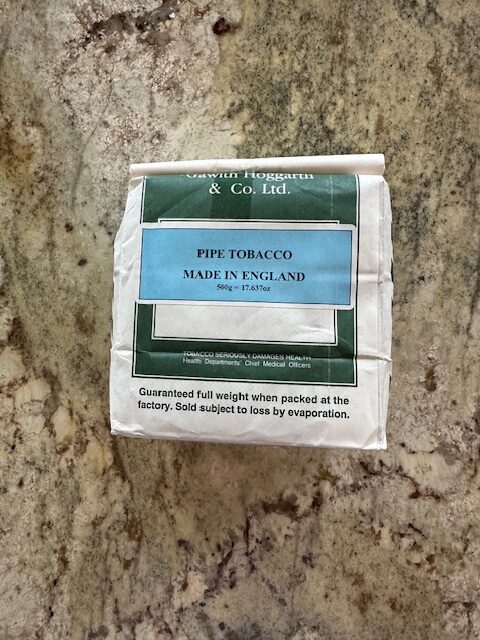 Gawith Hoggarth
& Co. Ltd.
PIPE TOBACCO
MADE IN ENGLAND
500g = 17.637oz
TOBACCO SERIOUSLY DAMAGES HEALTH
Health Departments' Chief Medical Officers
Guaranteed full weight when packed at the
factory. Sold subject to loss by evaporation.